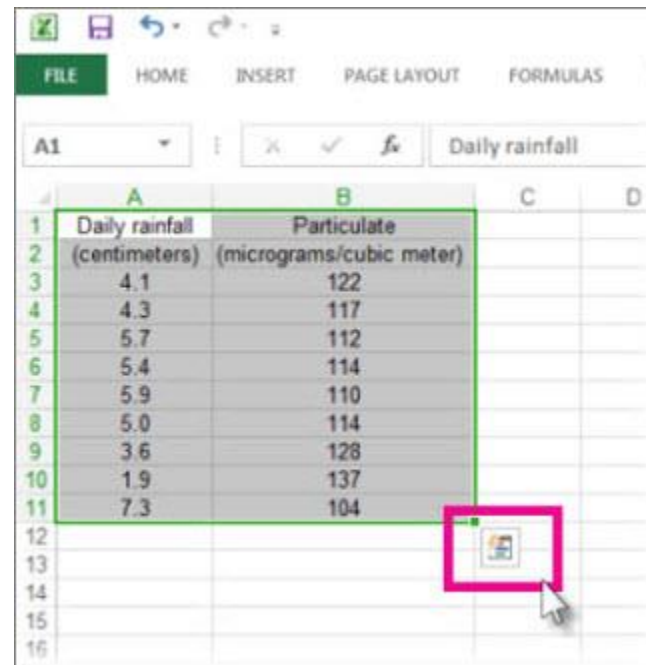 FILE HOME INSERT PAGE LAYOUT FORMULAS
A1 fx Daily rainfall
A B C D
1 Daily rainfall Particulate
2 (centimeters) (micrograms/cubic meter)
3 4.1 122
4 4.3 117
5 5.7 112
6 5.4 114
7 5.9 110
8 5.0 114
9 3.6 128
10 1.9 137
11 7.3 104
12
13
14
15
16